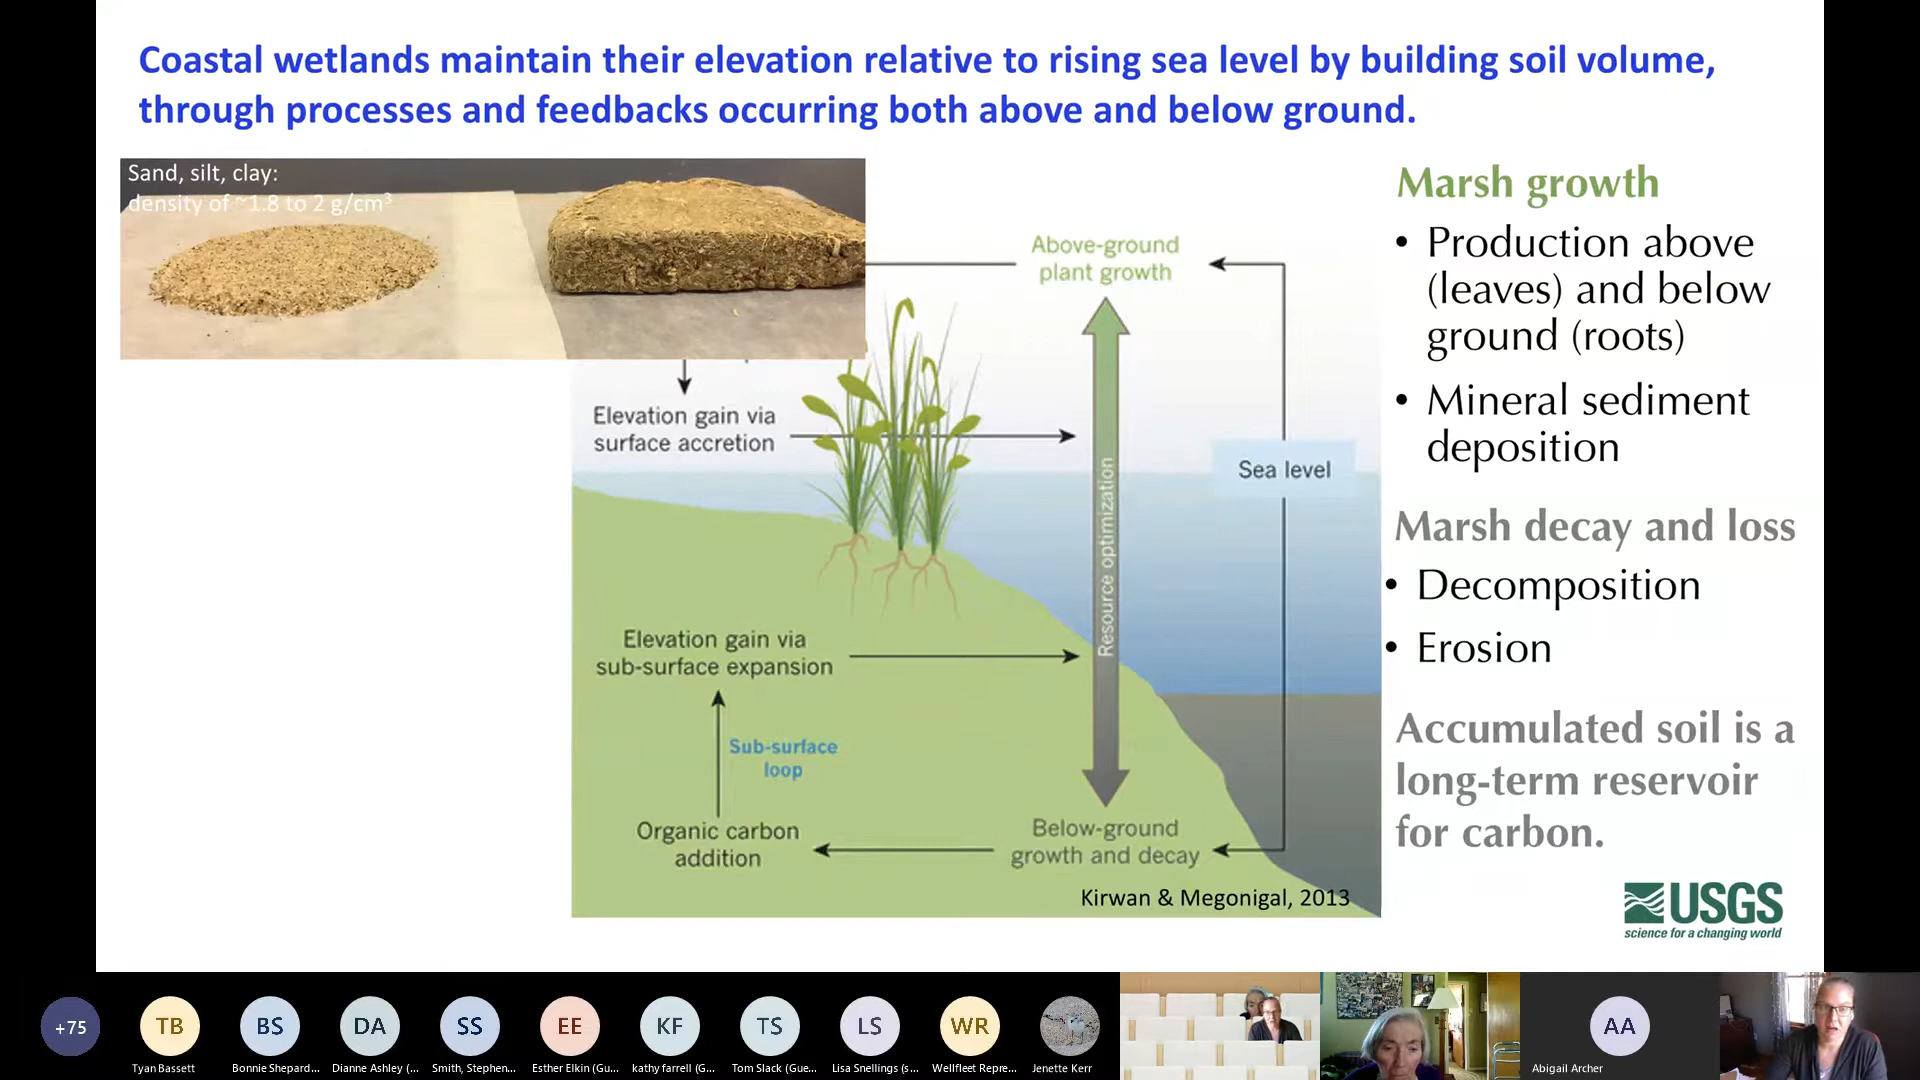 Coastal wetlands maintain their elevation relative to rising sea level by building soil volume,
through processes and feedbacks occurring both above and below ground.
Sand, silt, clay:
density of ~1.8 to 2 g/cm³
Above-ground
plant growth
Elevation gain via
surface accretion
Sea level
Resource optimization
Elevation gain via
sub-surface expansion
Sub-surface
loop
Organic carbon
addition
Below-ground
growth and decay
Kirwan & Megonigal, 2013
Marsh growth
• Production above
(leaves) and below
ground (roots)
• Mineral sediment
deposition
Marsh decay and loss
• Decomposition
• Erosion
Accumulated soil is a
long-term reservoir
for carbon.
USGS
science for a changing world
+75
TB
BS
DA
SS
EE
KF
TS
LS
WR
AA
Tyan Bassett
Bonnie Shepard...
Dianne Ashley (...
Smith, Stephen...
Esther Elkin (Gu...
kathy farrell (G...
Tom Slack (Gue...
Lisa Snellings (s...
Wellfleet Repre...
Jenette Kerr
Abigail Archer